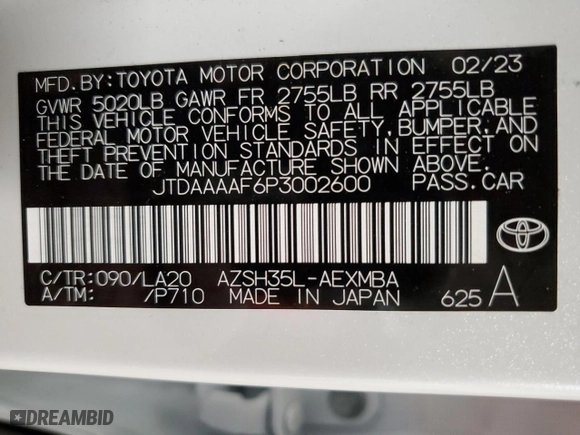 MFD. BY: TOYOTA MOTOR CORPORATION 02/23
GVWR 5020LB GAWR FR 2755LB RR 2755LB
THIS VEHICLE CONFORMS TO ALL APPLICABLE
FEDERAL MOTOR VEHICLE SAFETY, BUMPER, AND
THEFT PREVENTION STANDARDS IN EFFECT ON
THE DATE OF MANUFACTURE SHOWN ABOVE.
JTDAAAAF6P3002600 PASS. CAR
C/TR: 090/LA20 AZSH35L-AEXMBA
A/TM: /P710 MADE IN JAPAN 625 A
DREAMBID